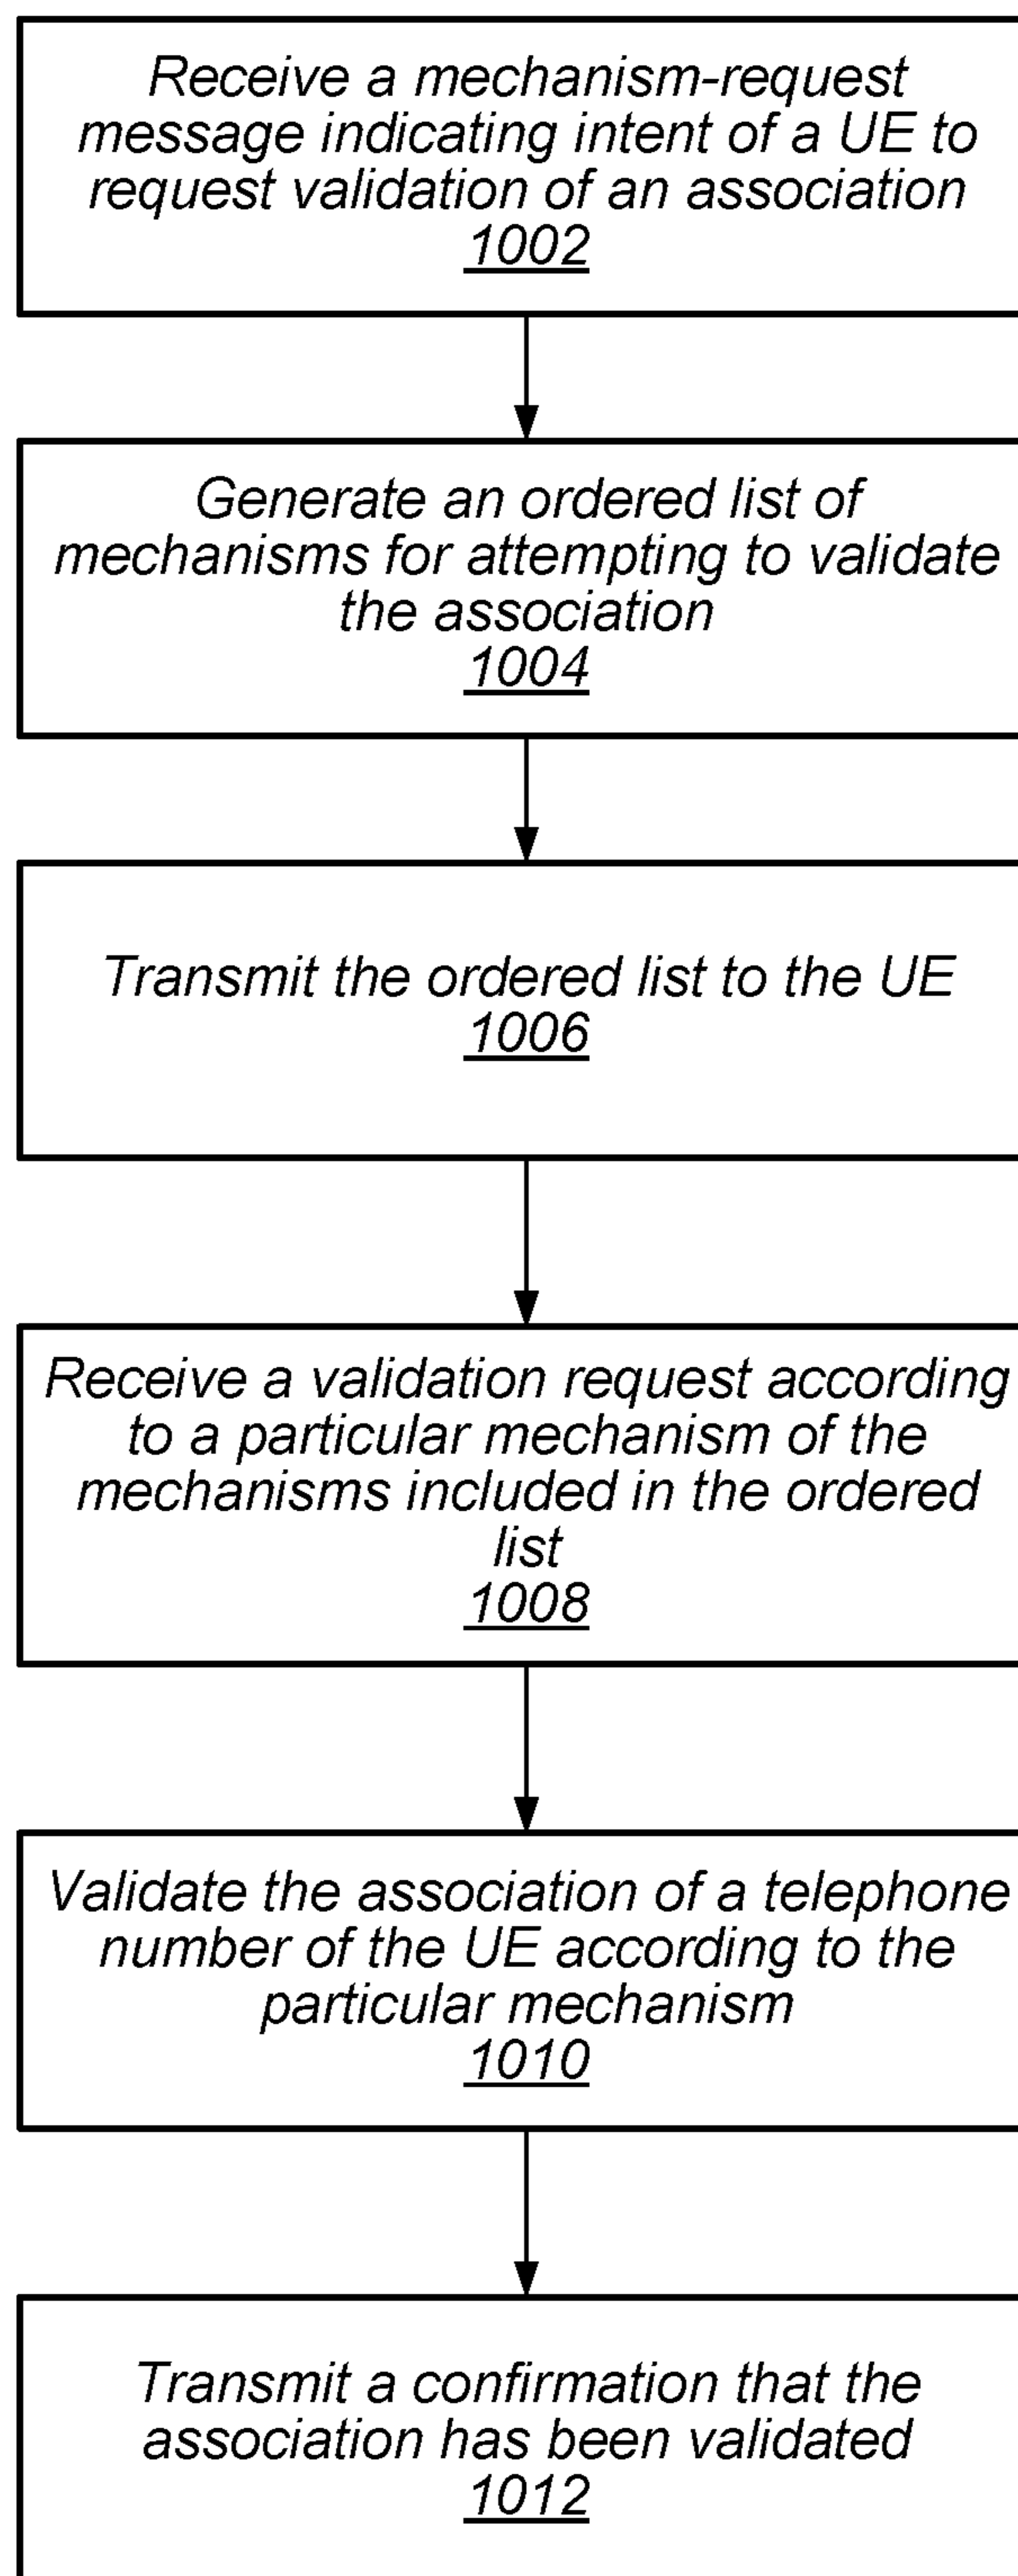 Receive a mechanism-request
message indicating intent of a UE to
request validation of an association
1002
Generate an ordered list of
mechanisms for attempting to validate
the association
1004
Transmit the ordered list to the UE
1006
Receive a validation request according
to a particular mechanism of the
mechanisms included in the ordered
list
1008
Validate the association of a telephone
number of the UE according to the
particular mechanism
1010
Transmit a confirmation that the
association has been validated
1012